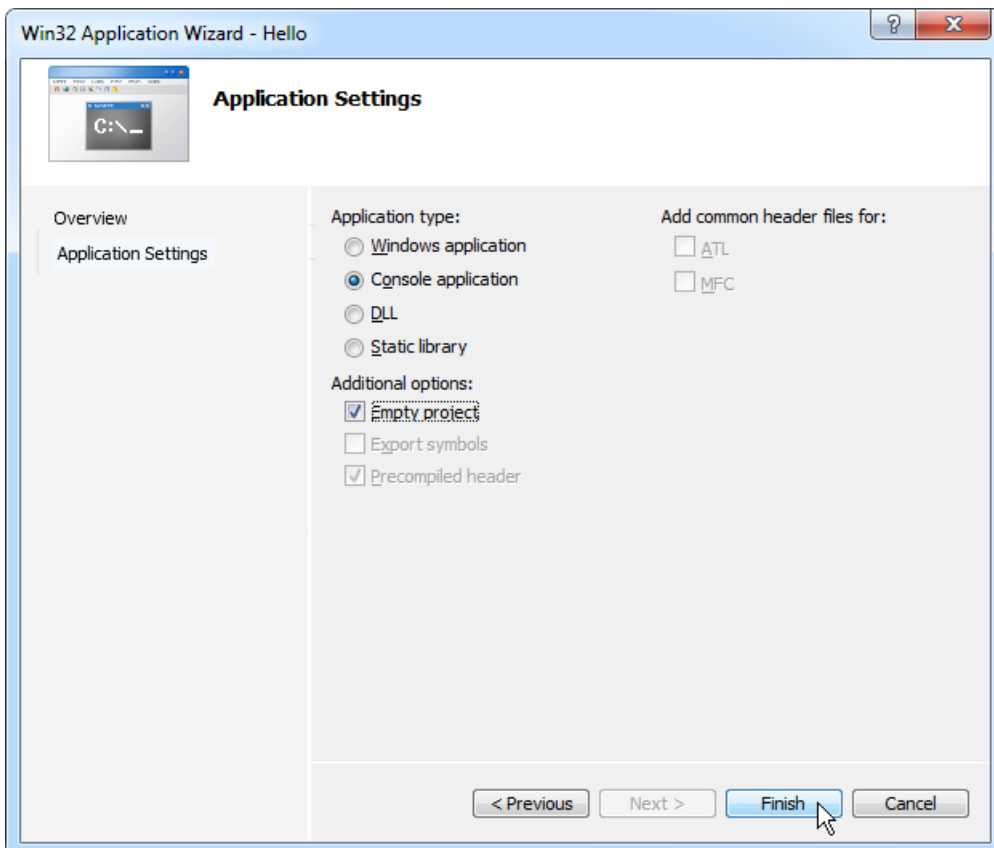 Win32 Application Wizard - Hello
C:\_
Application Settings
Overview
Application Settings
Application type:
Windows application
Console application
DLL
Static library
Additional options:
Empty project
Export symbols
Precompiled header
Add common header files for:
ATL
MFC
< Previous
Next >
Finish
Cancel